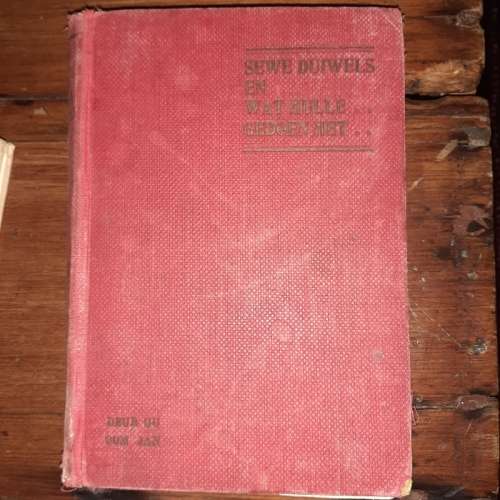 SEWE DUIWELS
EN
WAT HULLE . .
GEDOEN HET . .
DEUR OU
OOM JAN